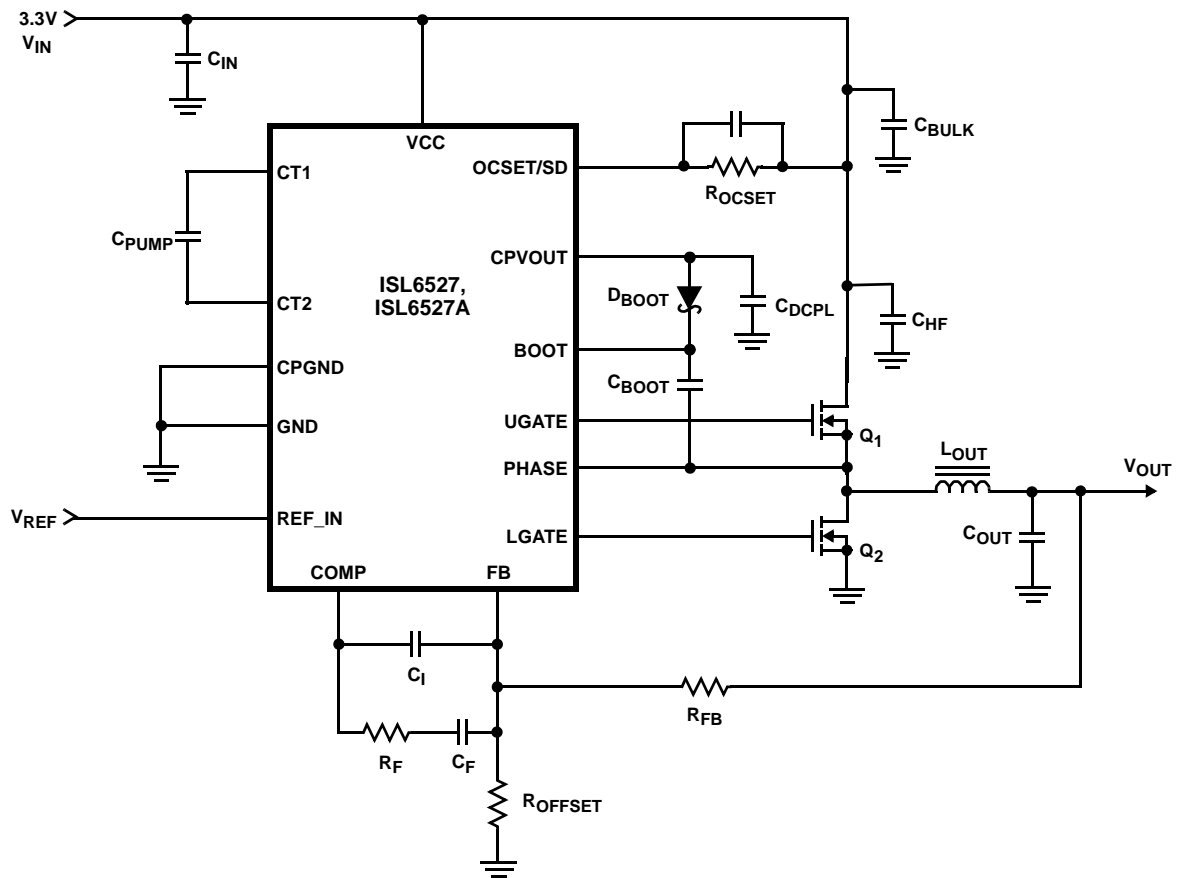 3.3V
VIN
CIN
VCC
CBULK
CT1
OCSET/SD
ROCSET
CPUMP
CPVOUT
ISL6527,
ISL6527A
DBOOT
CDCPL
CHF
CT2
BOOT
CPGND
CBOOT
UGATE
GND
Q1
LOUT
PHASE
VOUT
VREF
REF_IN
LGATE
COUT
Q2
COMP
FB
CI
RFB
RF
CF
ROFFSET